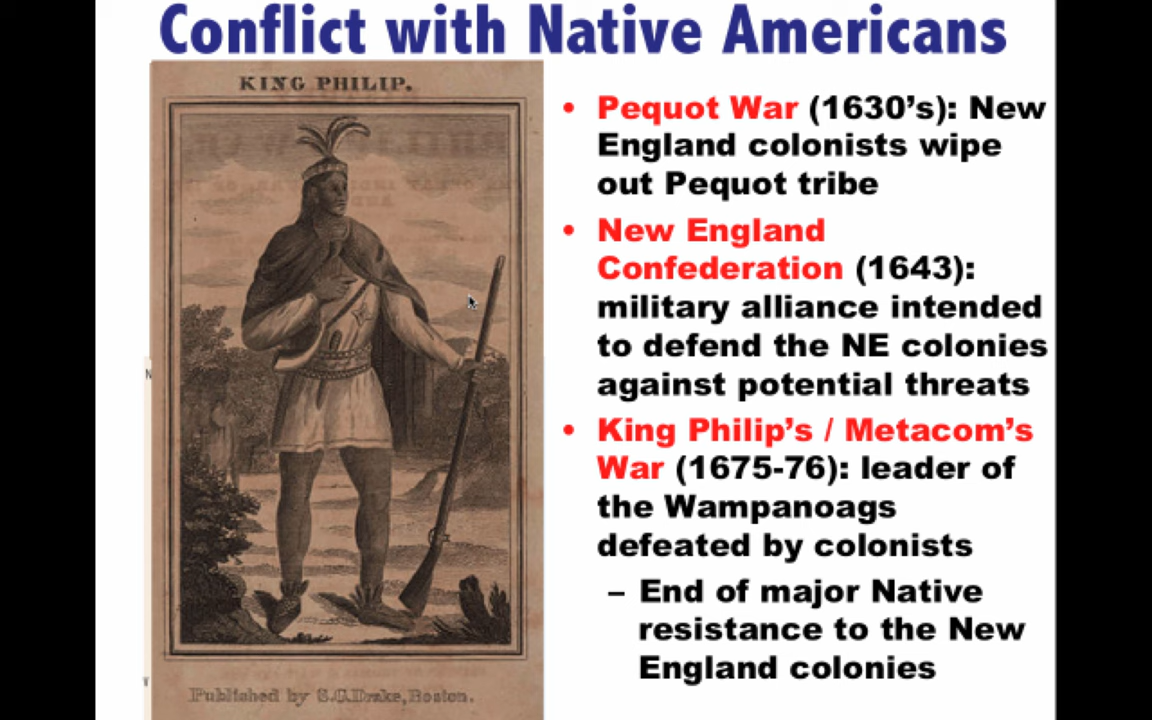 Conflict with Native Americans
KING PHILIP.
Published by S.G.Drake, Boston.
• Pequot War (1630's): New
England colonists wipe
out Pequot tribe
• New England
Confederation (1643):
military alliance intended
to defend the NE colonies
against potential threats
• King Philip's / Metacom's
War (1675-76): leader of
the Wampanoags
defeated by colonists
– End of major Native
resistance to the New
England colonies